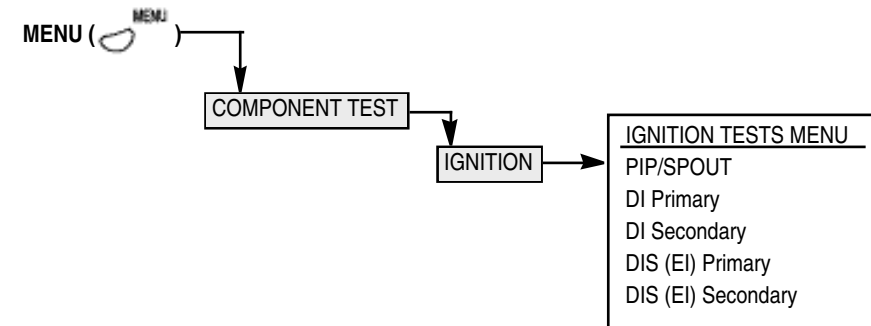 MENU
MENU ( )
COMPONENT TEST
IGNITION
IGNITION TESTS MENU
PIP/SPOUT
DI Primary
DI Secondary
DIS (EI) Primary
DIS (EI) Secondary